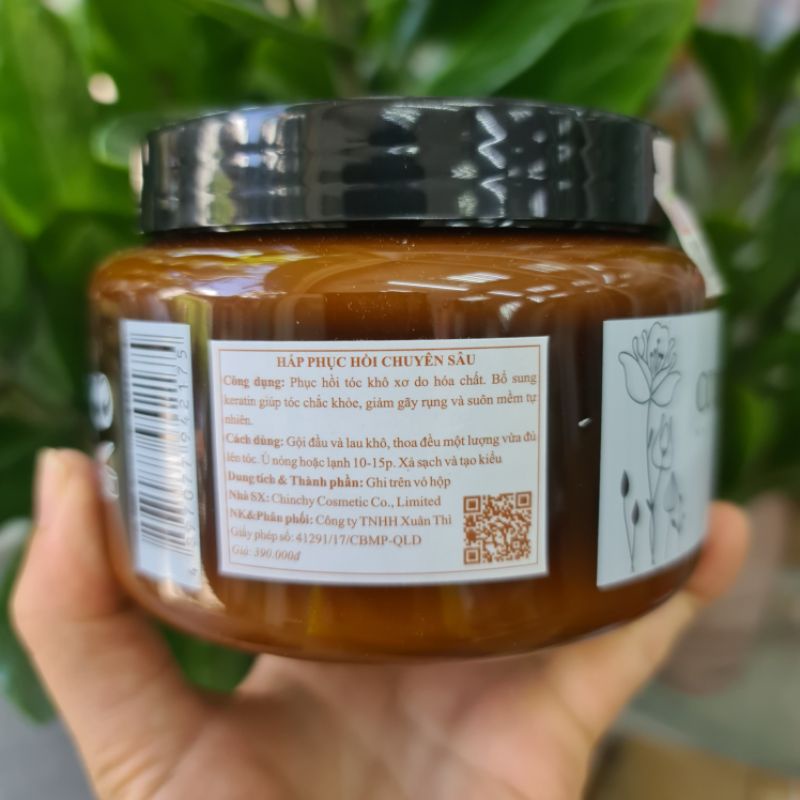 HẤP PHỤC HỒI CHUYÊN SÂU
Công dụng: Phục hồi tóc khô xơ do hóa chất. Bổ sung
keratin giúp tóc chắc khỏe, giảm gãy rụng và suôn mềm tự
nhiên.
Cách dùng: Gội đầu và lau khô, thoa đều một lượng vừa đủ
lên tóc. Ủ nóng hoặc lạnh 10-15p. Xả sạch và tạo kiểu
Dung tích & Thành phần: Ghi trên vỏ hộp
Nhà SX: Chinchy Cosmetic Co., Limited
NK&Phân phối: Công ty TNHH Xuân Thì
Giấy phép số: 41291/17/CBMP-QLD
Giá: 390.000đ